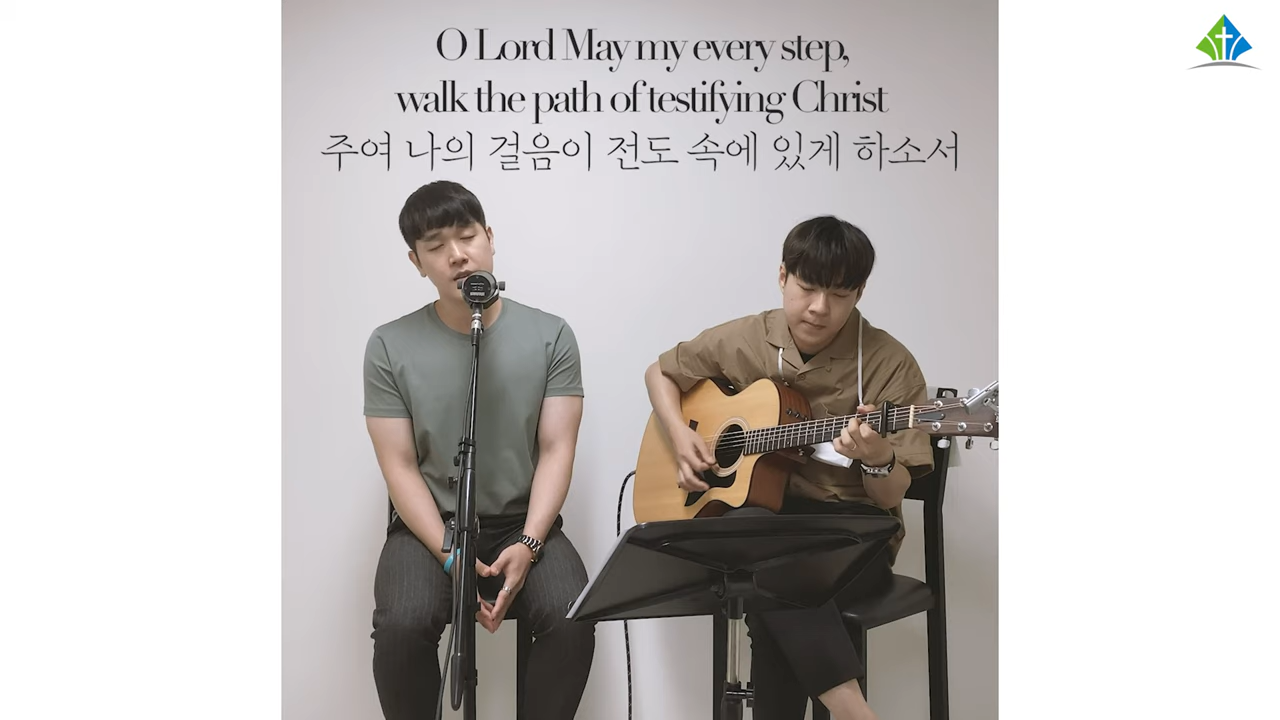 O Lord May my every step,
walk the path of testifying Christ
주여 나의 걸음이 전도 속에 있게 하소서